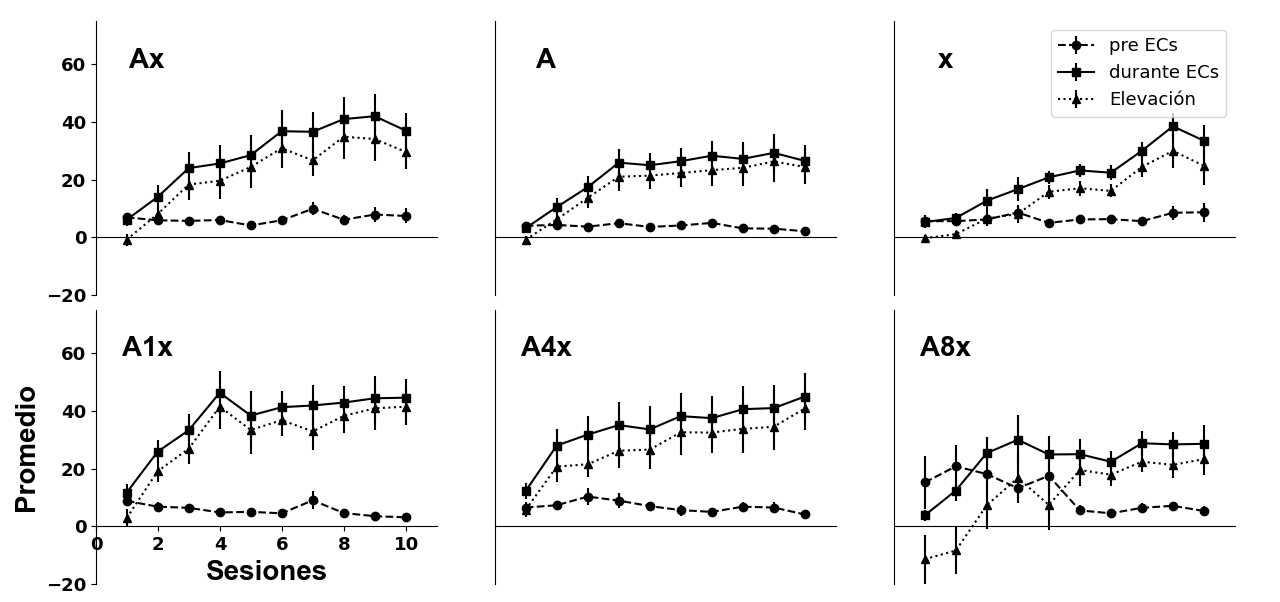 Ax
A
x
pre ECs
durante ECs
Elevación
60
40
20
0
−20
A1x
A4x
A8x
60
40
20
0
−20
0 2 4 6 8 10
Promedio
Sesiones